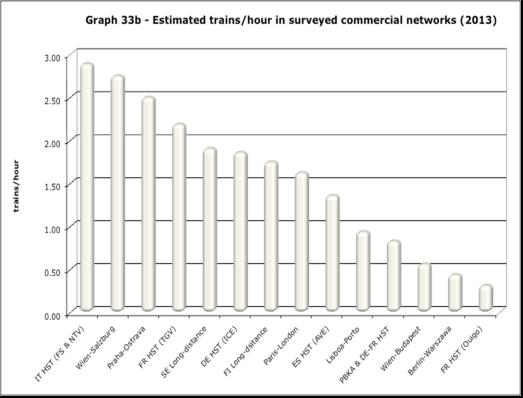 Graph 33b - Estimated trains/hour in surveyed commercial networks (2013)
trains/hour
3.00
2.50
2.00
1.50
1.00
0.50
0.00
IT HST (FS & NTV)
Wien-Salzburg
Praha-Ostrava
FR HST (TGV)
SE Long-distance
DE HST (ICE)
FI Long-dsitance
Paris-London
ES HST (AVE)
Lisboa-Porto
PBKA & DE-FR HST
Wien-Budapest
Berlin-Warszawa
FR HST (Ouigo)